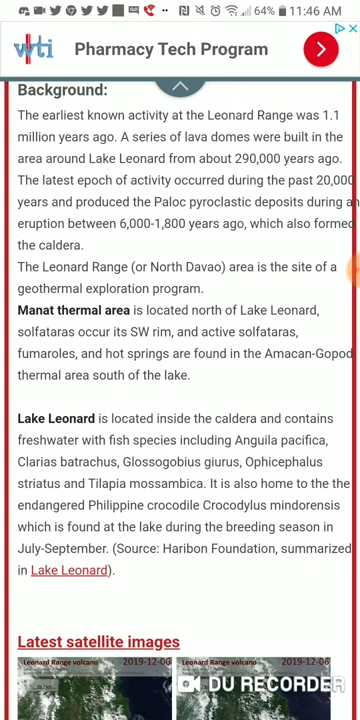 64% 11:46 AM
wti Pharmacy Tech Program
Background:
The earliest known activity at the Leonard Range was 1.1
million years ago. A series of lava domes were built in the
area around Lake Leonard from about 290,000 years ago.
The latest epoch of activity occurred during the past 20,000
years and produced the Paloc pyroclastic deposits during an
eruption between 6,000-1,800 years ago, which also formed
the caldera.
The Leonard Range (or North Davao) area is the site of a
geothermal exploration program.
Manat thermal area is located north of Lake Leonard,
solfataras occur its SW rim, and active solfataras,
fumaroles, and hot springs are found in the Amacan-Gopod
thermal area south of the lake.
Lake Leonard is located inside the caldera and contains
freshwater with fish species including Anguila pacifica,
Clarias batrachus, Glossogobius giurus, Ophicephalus
striatus and Tilapia mossambica. It is also home to the the
endangered Philippine crocodile Crocodylus mindorensis
which is found at the lake during the breeding season in
July-September. (Source: Haribon Foundation, summarized
in Lake Leonard).
Latest satellite images
Leonard Range volcano 2019-12-06 Leonard Range volcano 2019-12-06
DU RECORDER